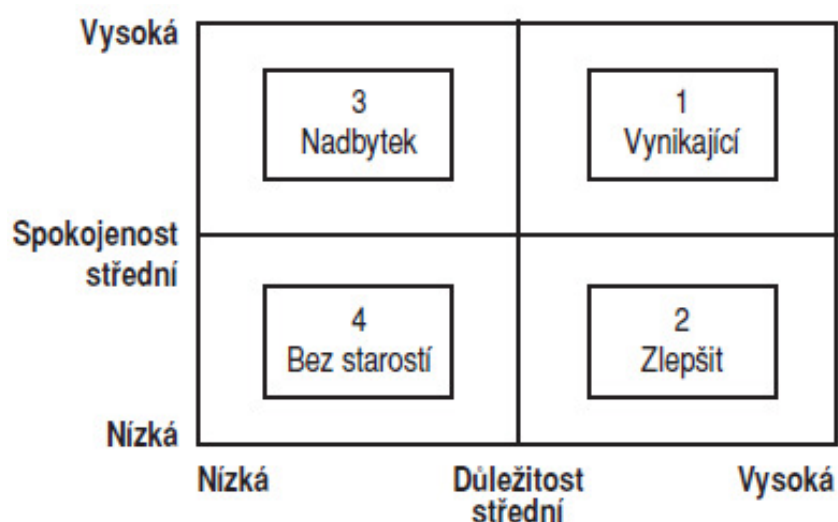 Vysoká
3
Nadbytek
1
Vynikající
Spokojenost
střední
4
Bez starostí
2
Zlepšit
Nízká
Nízká
Důležitost
střední
Vysoká